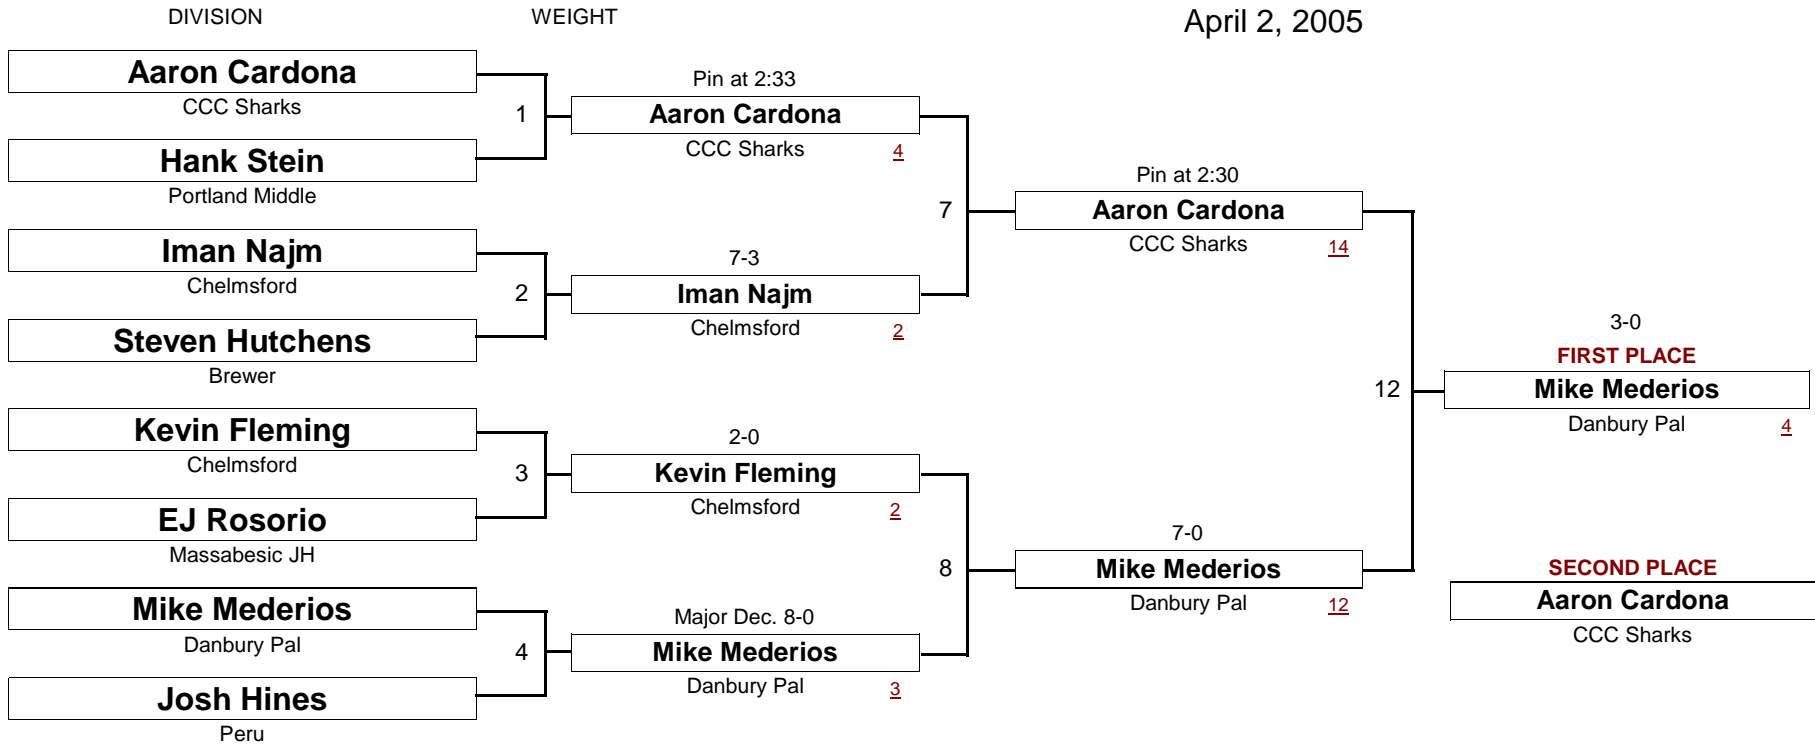 DIVISION
WEIGHT
April 2, 2005
Aaron Cardona
CCC Sharks
1
Hank Stein
Portland Middle
Iman Najm
Chelmsford
2
Steven Hutchens
Brewer
Kevin Fleming
Chelmsford
3
EJ Rosorio
Massabesic JH
Mike Mederios
Danbury Pal
4
Josh Hines
Peru
Pin at 2:33
Aaron Cardona
CCC Sharks
4
7
7-3
Iman Najm
Chelmsford
2
2-0
Kevin Fleming
Chelmsford
2
8
Major Dec. 8-0
Mike Mederios
Danbury Pal
3
Pin at 2:30
Aaron Cardona
CCC Sharks
14
12
7-0
Mike Mederios
Danbury Pal
12
3-0
FIRST PLACE
Mike Mederios
Danbury Pal
4
SECOND PLACE
Aaron Cardona
CCC Sharks